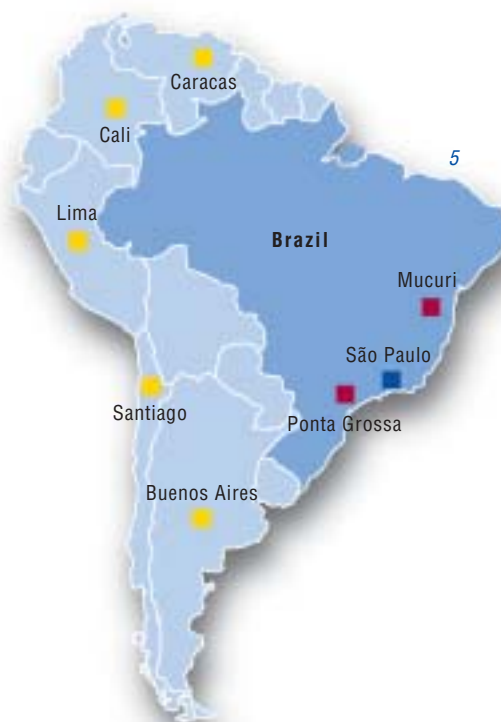 Caracas
Cali
5
Lima
Brazil
Mucuri
São Paulo
Santiago
Ponta Grossa
Buenos Aires